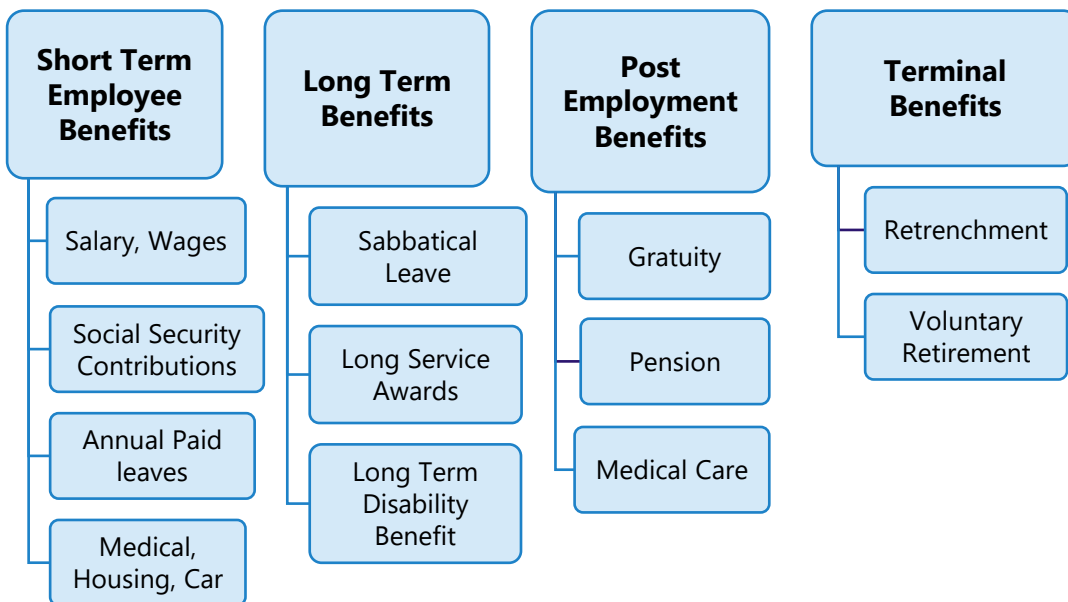 Short Term
Employee
Benefits
Salary, Wages
Social Security
Contributions
Annual Paid
leaves
Medical,
Housing, Car
Long Term
Benefits
Sabbatical
Leave
Long Service
Awards
Long Term
Disability
Benefit
Post
Employment
Benefits
Gratuity
Pension
Medical Care
Terminal
Benefits
Retrenchment
Voluntary
Retirement